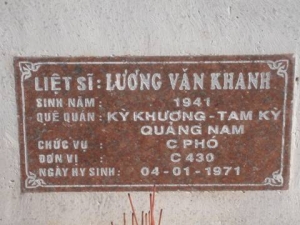 LIỆT SĨ: LƯƠNG VĂN KHANH
SINH NĂM : 1941
QUÊ QUÁN: KỲ KHƯƠNG - TAM KỲ
QUẢNG NAM
CHỨC VỤ : C PHÓ
ĐƠN VỊ : C 430
NGÀY HY SINH: 04-01-1971